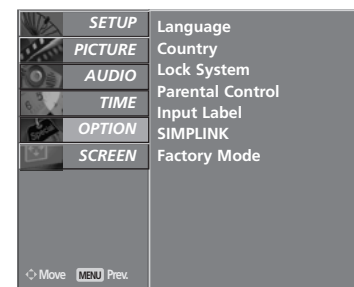 SETUP
PICTURE
AUDIO
TIME
OPTION
SCREEN
Language
Country
Lock System
Parental Control
Input Label
SIMPLINK
Factory Mode
Move MENU Prev.